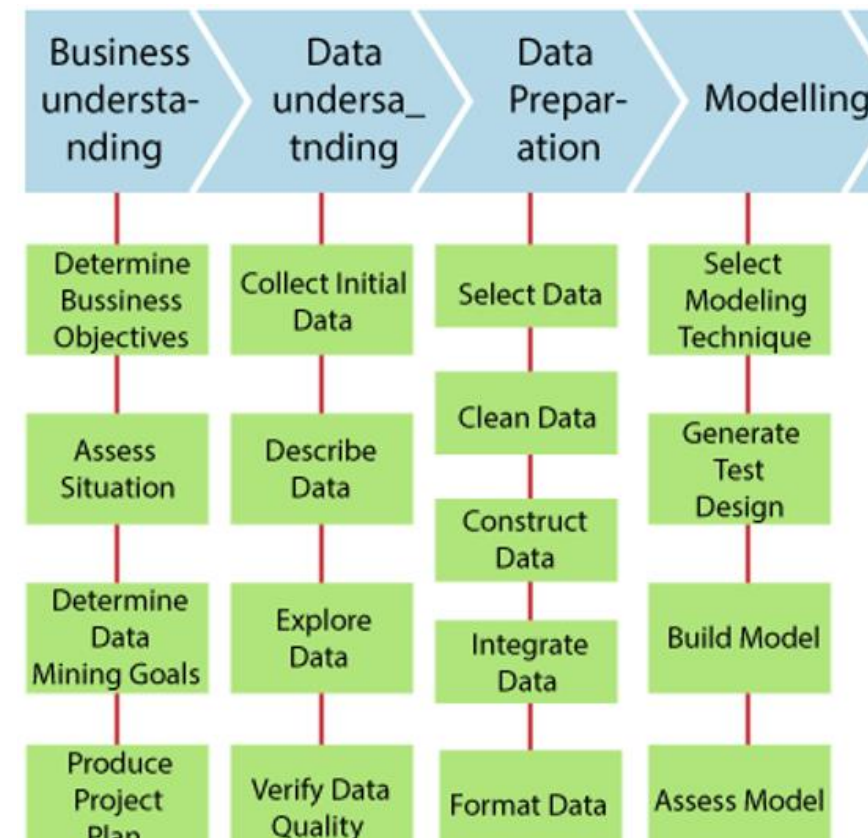 Business
understa-
nding
Data
undersa_
tnding
Data
Prepar-
ation
Modelling
Determine
Bussiness
Objectives
Assess
Situation
Determine
Data
Mining Goals
Produce
Project
Plan
Collect Initial
Data
Describe
Data
Explore
Data
Verify Data
Quality
Select Data
Clean Data
Construct
Data
Integrate
Data
Format Data
Select
Modeling
Technique
Generate
Test
Design
Build Model
Assess Model